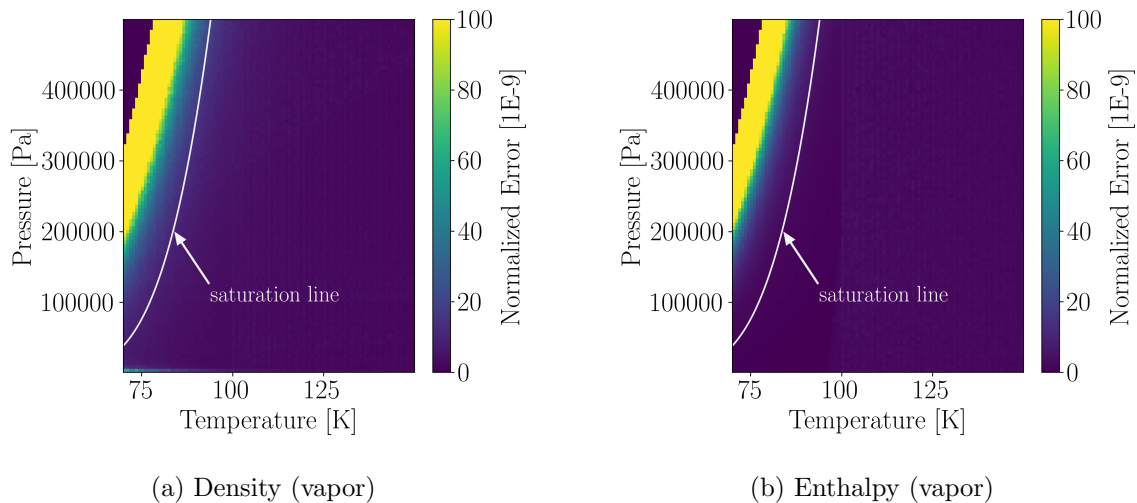 100
80
60
40
20
0
Normalized Error [1E-9]
400000
300000
200000
100000
Pressure [Pa]
saturation line
75
100
125
Temperature [K]
(a) Density (vapor)
100
80
60
40
20
0
Normalized Error [1E-9]
400000
300000
200000
100000
Pressure [Pa]
saturation line
75
100
125
Temperature [K]
(b) Enthalpy (vapor)